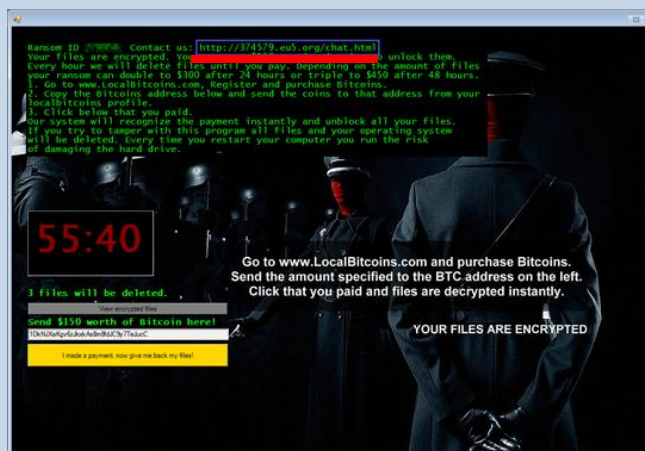 Ransom ID Contact us: http://374579.eu5.org/chat.html
Your files are encrypted. You unlock them.
Every hour we will delete files until you pay. Depending on the amount of files
your ransom can double to $300 after 24 hours or triple to $450 after 48 hours.
1. Go to www.LocalBitcoins.com, Register and purchase Bitcoins.
2. Copy the Bitcoins address below and send the coins to that address from your
localbitcoins profile.
3. Click below that you paid.
Our system will recognize the payment instantly and unblock all your files.
If you try to tamper with this program all files and your operating system
will be deleted. Every time you restart your computer you run the risk
of damaging the hard drive.
55:40
Go to www.LocalBitcoins.com and purchase Bitcoins.
Send the amount specified to the BTC address on the left.
Click that you paid and files are decrypted instantly.
3 files will be deleted.
View encrypted files
Send $150 worth of Bitcoin here!
YOUR FILES ARE ENCRYPTED
I made a payment, now give me back my files!